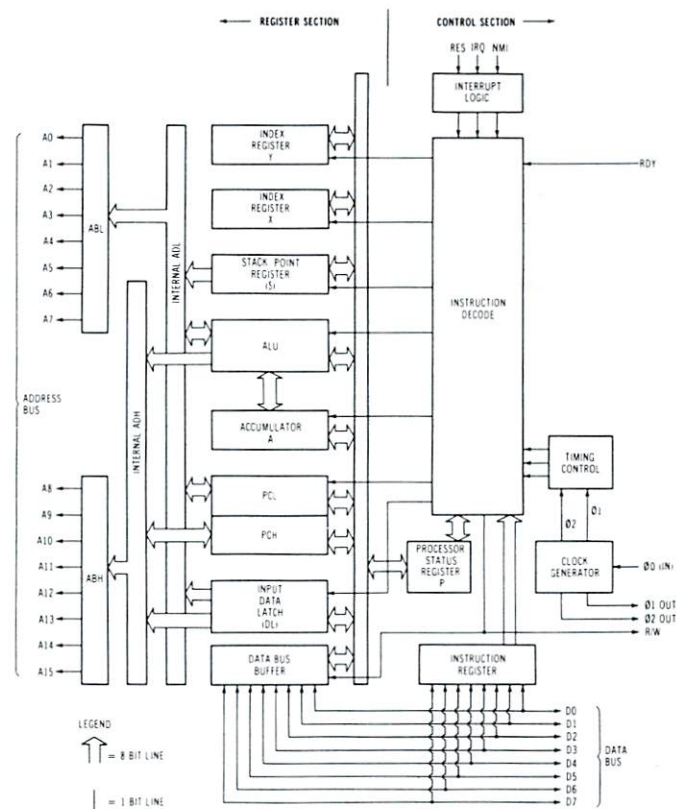 REGISTER SECTION
CONTROL SECTION
RES IRQ NMI
INTERRUPT
LOGIC
RDY
A0
A1
A2
A3
A4
A5
A6
A7
ABL
INTERNAL ADL
INDEX
REGISTER
Y
INDEX
REGISTER
X
STACK POINT
REGISTER
(S)
ALU
ACCUMULATOR
A
INSTRUCTION
DECODE
ADDRESS
BUS
INTERNAL ADH
A8
A9
A10
A11
A12
A13
A14
A15
ABH
PCL
PCH
INPUT
DATA
LATCH
(DL)
DATA BUS
BUFFER
PROCESSOR
STATUS
REGISTER
P
TIMING
CONTROL
Ø2
Ø1
CLOCK
GENERATOR
Ø0 (IN)
Ø1 OUT
Ø2 OUT
R/W
INSTRUCTION
REGISTER
D0
D1
D2
D3
D4
D5
D6
D7
DATA
BUS
LEGEND
= 8 BIT LINE
= 1 BIT LINE